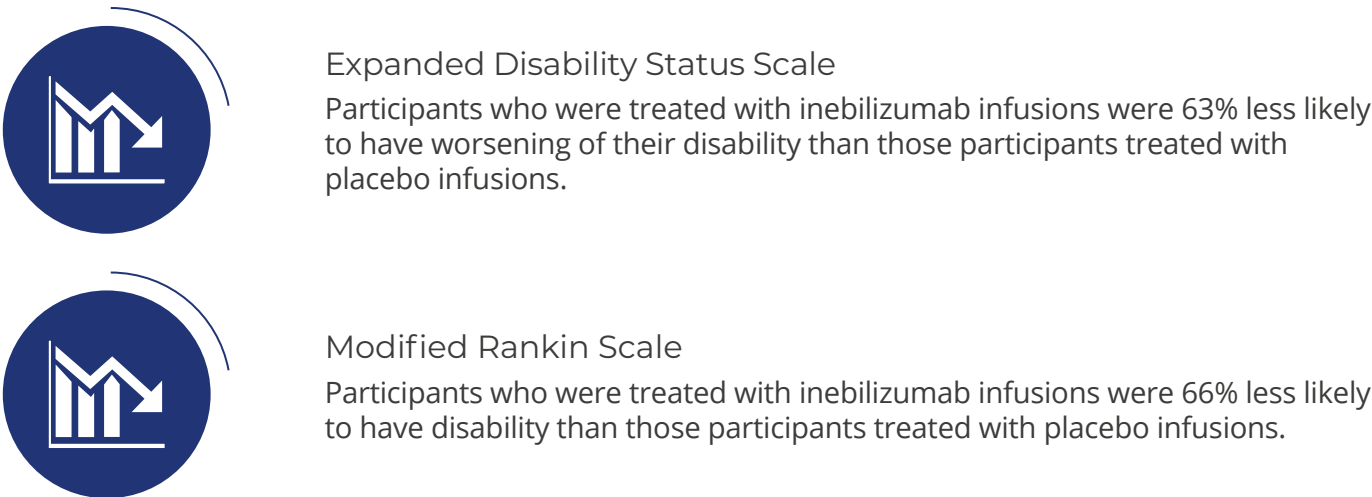 Expanded Disability Status Scale
Participants who were treated with inebilizumab infusions were 63% less likely
to have worsening of their disability than those participants treated with
placebo infusions.
Modified Rankin Scale
Participants who were treated with inebilizumab infusions were 66% less likely
to have disability than those participants treated with placebo infusions.